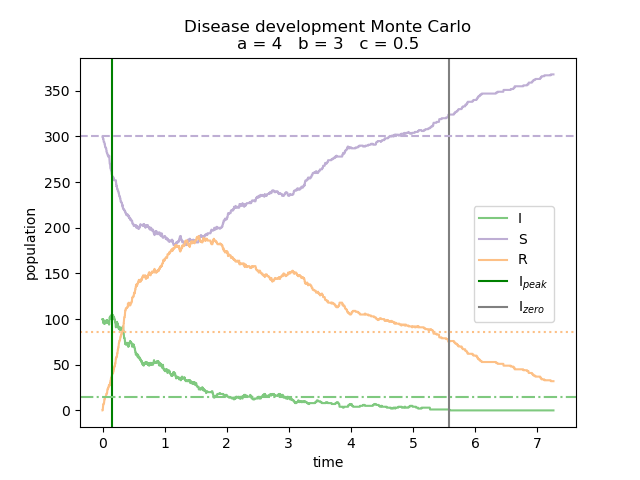 Disease development Monte Carlo
a = 4 b = 3 c = 0.5
350
300
250
200
150
100
50
0
population
I
S
R
I_peak
I_zero
0 1 2 3 4 5 6 7
time